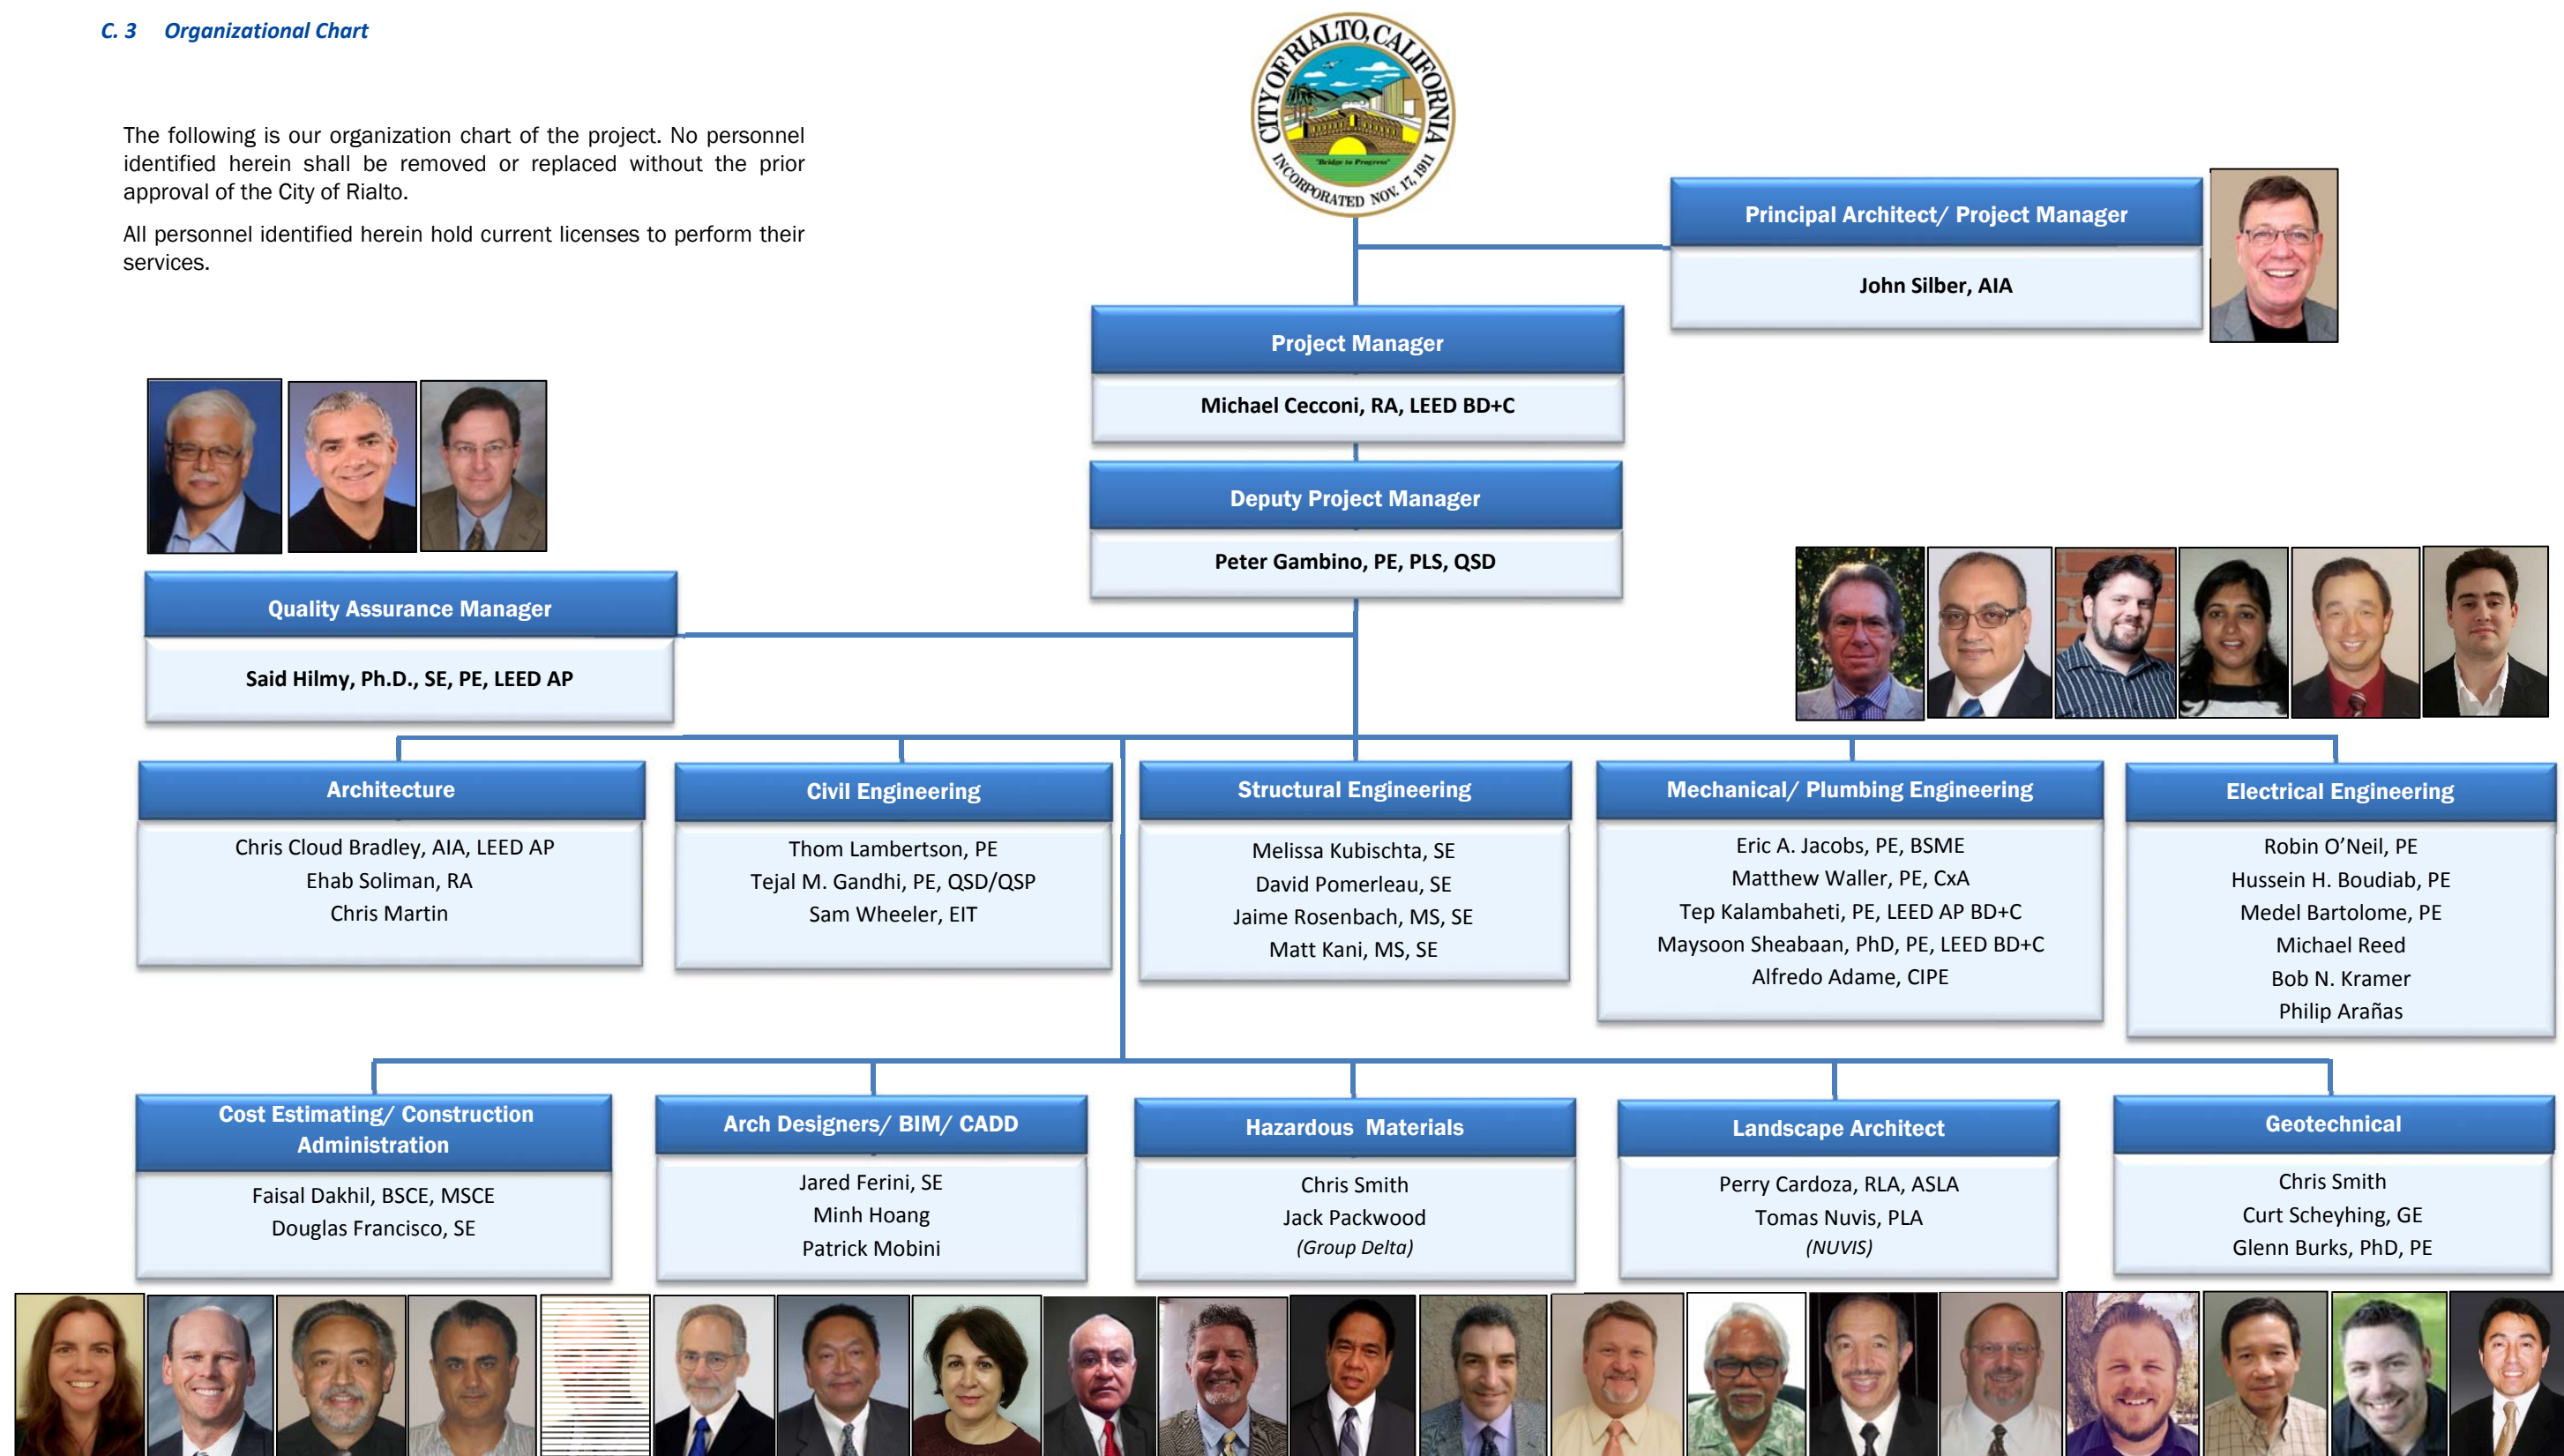 C. 3 Organizational Chart
CITY OF RIALTO, CALIFORNIA
"Bridge to Progress"
INCORPORATED NOV. 17, 1911
The following is our organization chart of the project. No personnel
identified herein shall be removed or replaced without the prior
approval of the City of Rialto.
All personnel identified herein hold current licenses to perform their
services.
Principal Architect/ Project Manager
John Silber, AIA
Project Manager
Michael Cecconi, RA, LEED BD+C
Deputy Project Manager
Peter Gambino, PE, PLS, QSD
Quality Assurance Manager
Said Hilmy, Ph.D., SE, PE, LEED AP
Architecture
Chris Cloud Bradley, AIA, LEED AP
Ehab Soliman, RA
Chris Martin
Civil Engineering
Thom Lambertson, PE
Tejal M. Gandhi, PE, QSD/QSP
Sam Wheeler, EIT
Structural Engineering
Melissa Kubischta, SE
David Pomerleau, SE
Jaime Rosenbach, MS, SE
Matt Kani, MS, SE
Mechanical/ Plumbing Engineering
Eric A. Jacobs, PE, BSME
Matthew Waller, PE, CxA
Tep Kalambaheti, PE, LEED AP BD+C
Maysoon Sheabaan, PhD, PE, LEED BD+C
Alfredo Adame, CIPE
Electrical Engineering
Robin O’Neil, PE
Hussein H. Boudiab, PE
Medel Bartolome, PE
Michael Reed
Bob N. Kramer
Philip Arañas
Cost Estimating/ Construction
Administration
Faisal Dakhil, BSCE, MSCE
Douglas Francisco, SE
Arch Designers/ BIM/ CADD
Jared Ferini, SE
Minh Hoang
Patrick Mobini
Hazardous Materials
Chris Smith
Jack Packwood
(Group Delta)
Landscape Architect
Perry Cardoza, RLA, ASLA
Tomas Nuvis, PLA
(NUVIS)
Geotechnical
Chris Smith
Curt Scheyhing, GE
Glenn Burks, PhD, PE